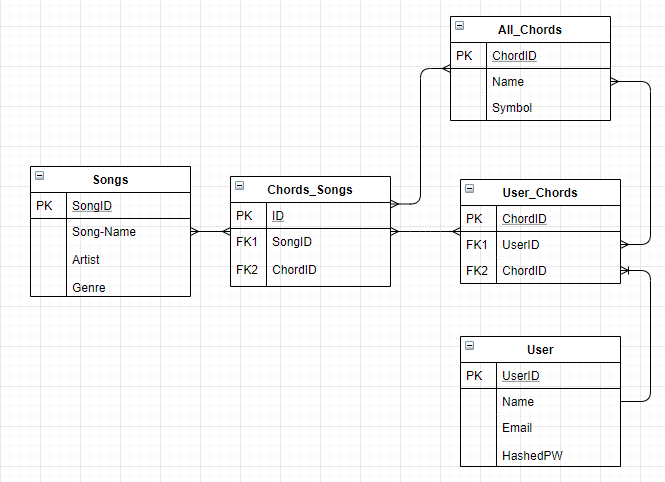 All_Chords
PK ChordID
Name
Symbol
Songs
PK SongID
Song-Name
Artist
Genre
Chords_Songs
PK ID
FK1 SongID
FK2 ChordID
User_Chords
PK ChordID
FK1 UserID
FK2 ChordID
User
PK UserID
Name
Email
HashedPW